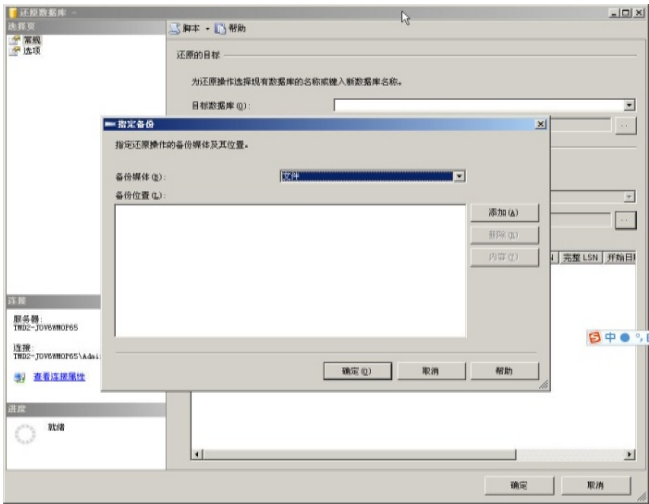 还原数据库 -
选择页
常规
选项
脚本 - 帮助
还原的目标
为还原操作选择现有数据库的名称或键入新数据库名称。
目标数据库(O):
指定备份
指定还原操作的备份媒体及其位置。
备份媒体(B):
文件
备份位置(L):
添加(A)
删除(R)
内容(C)
完整 LSN
开始日
连接
服务器:
连接:
查看连接属性
进度
就绪
确定(O)
取消
帮助
中
确定
取消